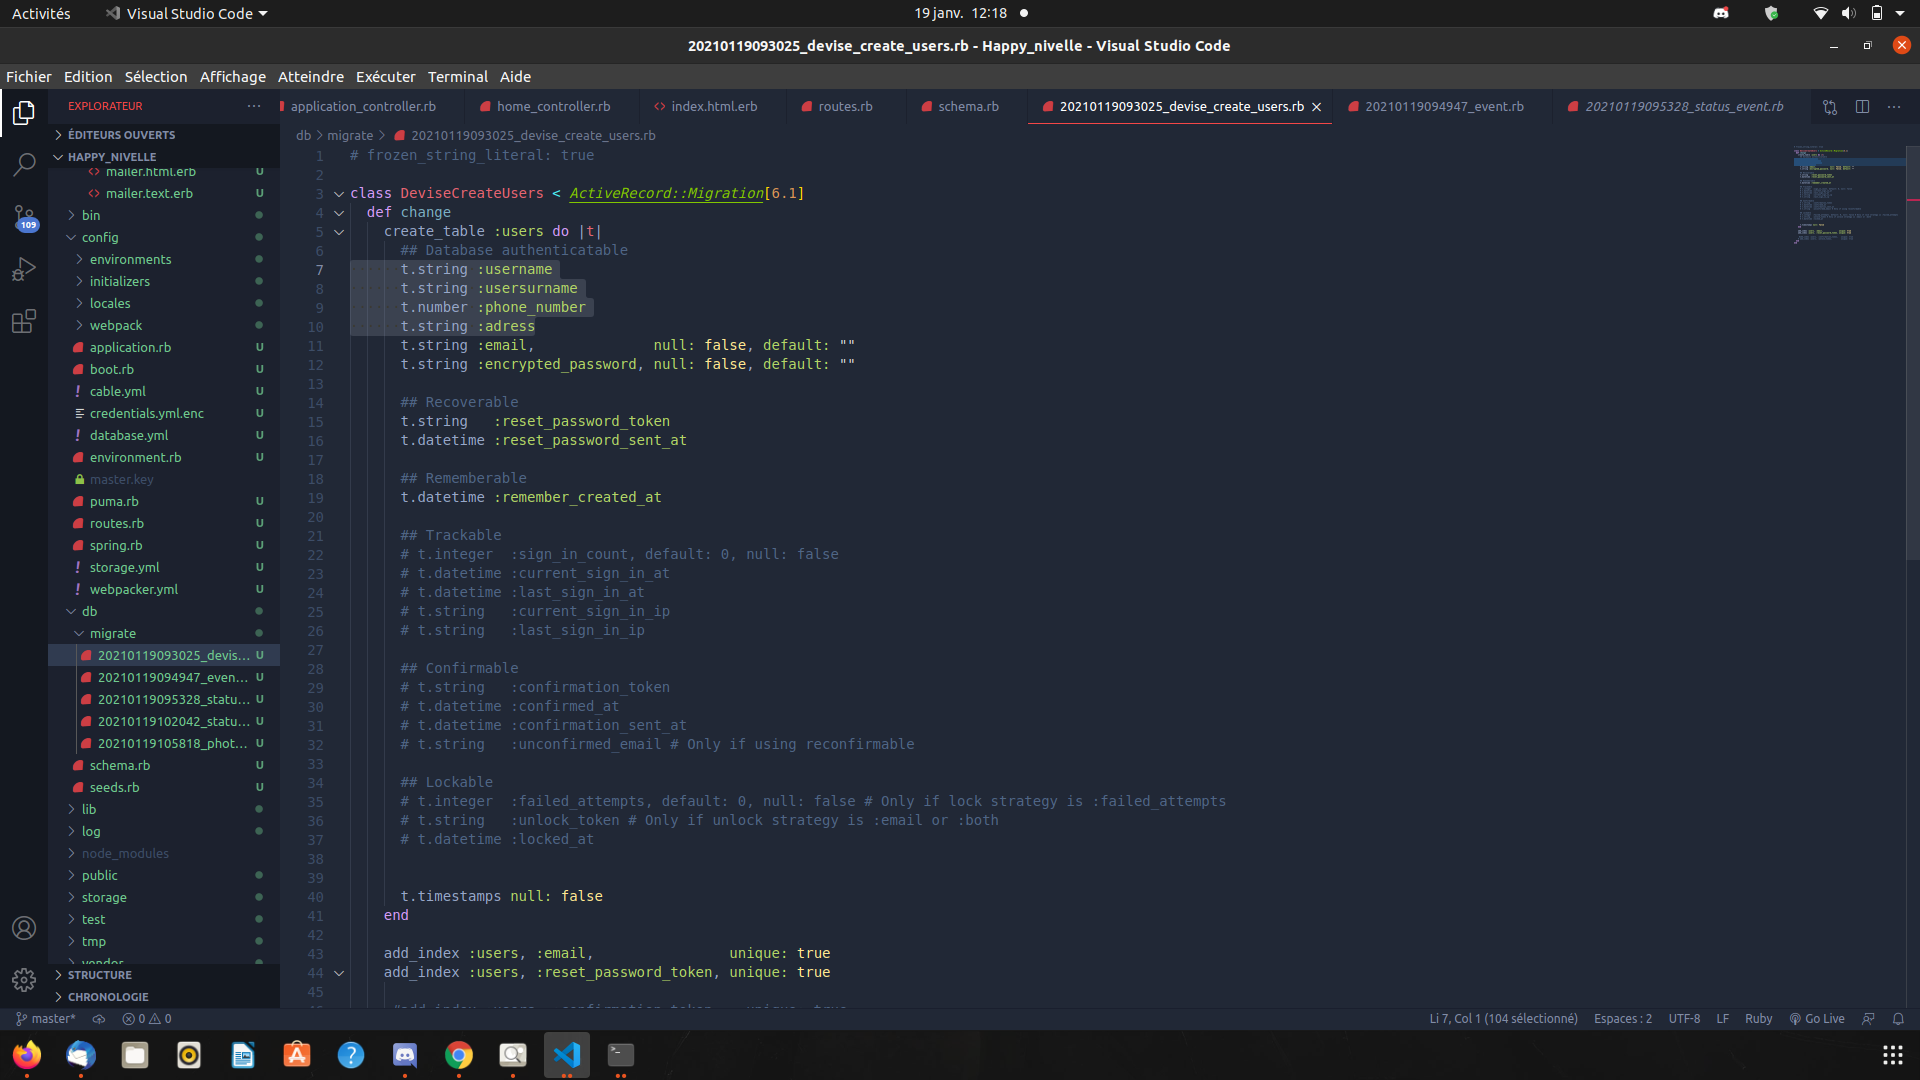 Activités
Visual Studio Code
19 janv. 12:18
20210119093025_devise_create_users.rb - Happy_nivelle - Visual Studio Code
Fichier Edition Sélection Affichage Atteindre Exécuter Terminal Aide
EXPLORATEUR
application_controller.rb
home_controller.rb
index.html.erb
routes.rb
schema.rb
20210119093025_devise_create_users.rb
20210119094947_event.rb
20210119095328_status_event.rb
ÉDITEURS OUVERTS
HAPPY_NIVELLE
mailer.html.erb U
mailer.text.erb U
bin
config
environments
initializers
locales
webpack
application.rb U
boot.rb U
cable.yml U
credentials.yml.enc U
database.yml U
environment.rb U
master.key
puma.rb U
routes.rb U
spring.rb U
storage.yml U
webpacker.yml U
db
migrate
20210119093025_devis... U
20210119094947_even... U
20210119095328_statu... U
20210119102042_statu... U
20210119105818_phot... U
schema.rb U
seeds.rb U
lib
log
node_modules
public
storage
test
tmp
vendor
STRUCTURE
CHRONOLOGIE
109
db > migrate > 20210119093025_devise_create_users.rb
1 # frozen_string_literal: true
2
3 class DeviseCreateUsers < ActiveRecord::Migration[6.1]
4 def change
5 create_table :users do |t|
6 ## Database authenticatable
7 t.string :username
8 t.string :usersurname
9 t.number :phone_number
10 t.string :adress
11 t.string :email, null: false, default: ""
12 t.string :encrypted_password, null: false, default: ""
13
14 ## Recoverable
15 t.string :reset_password_token
16 t.datetime :reset_password_sent_at
17
18 ## Rememberable
19 t.datetime :remember_created_at
20
21 ## Trackable
22 # t.integer :sign_in_count, default: 0, null: false
23 # t.datetime :current_sign_in_at
24 # t.datetime :last_sign_in_at
25 # t.string :current_sign_in_ip
26 # t.string :last_sign_in_ip
27
28 ## Confirmable
29 # t.string :confirmation_token
30 # t.datetime :confirmed_at
31 # t.datetime :confirmation_sent_at
32 # t.string :unconfirmed_email # Only if using reconfirmable
33
34 ## Lockable
35 # t.integer :failed_attempts, default: 0, null: false # Only if lock strategy is :failed_attempts
36 # t.string :unlock_token # Only if unlock strategy is :email or :both
37 # t.datetime :locked_at
38
39
40 t.timestamps null: false
41 end
42
43 add_index :users, :email, unique: true
44 add_index :users, :reset_password_token, unique: true
45
master*
0 0
Li 7, Col 1 (104 sélectionné)
Espaces : 2
UTF-8
LF
Ruby
Go Live